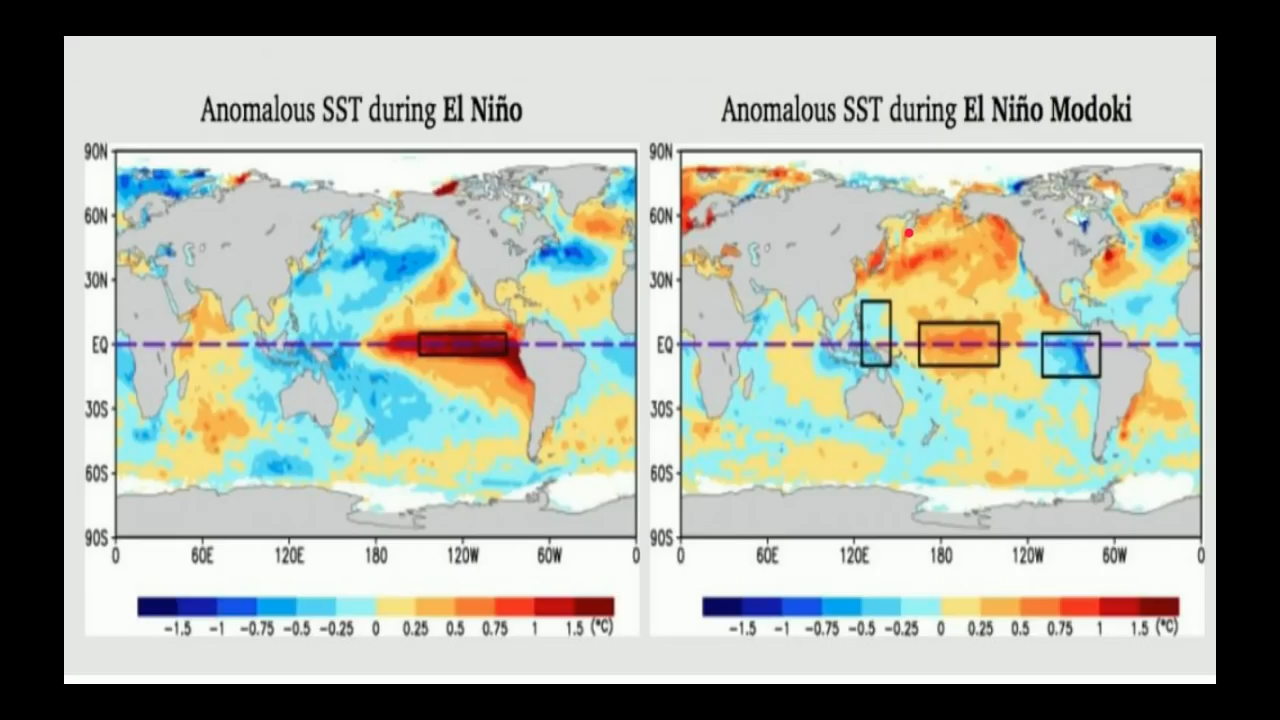 Anomalous SST during El Niño
90N
60N
30N
EQ
30S
60S
90S
0 60E 120E 180 120W 60W 0
-1.5 -1 -0.75 -0.5 -0.25 0 0.25 0.5 0.75 1 1.5 (°C)
Anomalous SST during El Niño Modoki
90N
60N
30N
EQ
30S
60S
90S
0 60E 120E 180 120W 60W 0
-1.5 -1 -0.75 -0.5 -0.25 0 0.25 0.5 0.75 1 1.5 (°C)